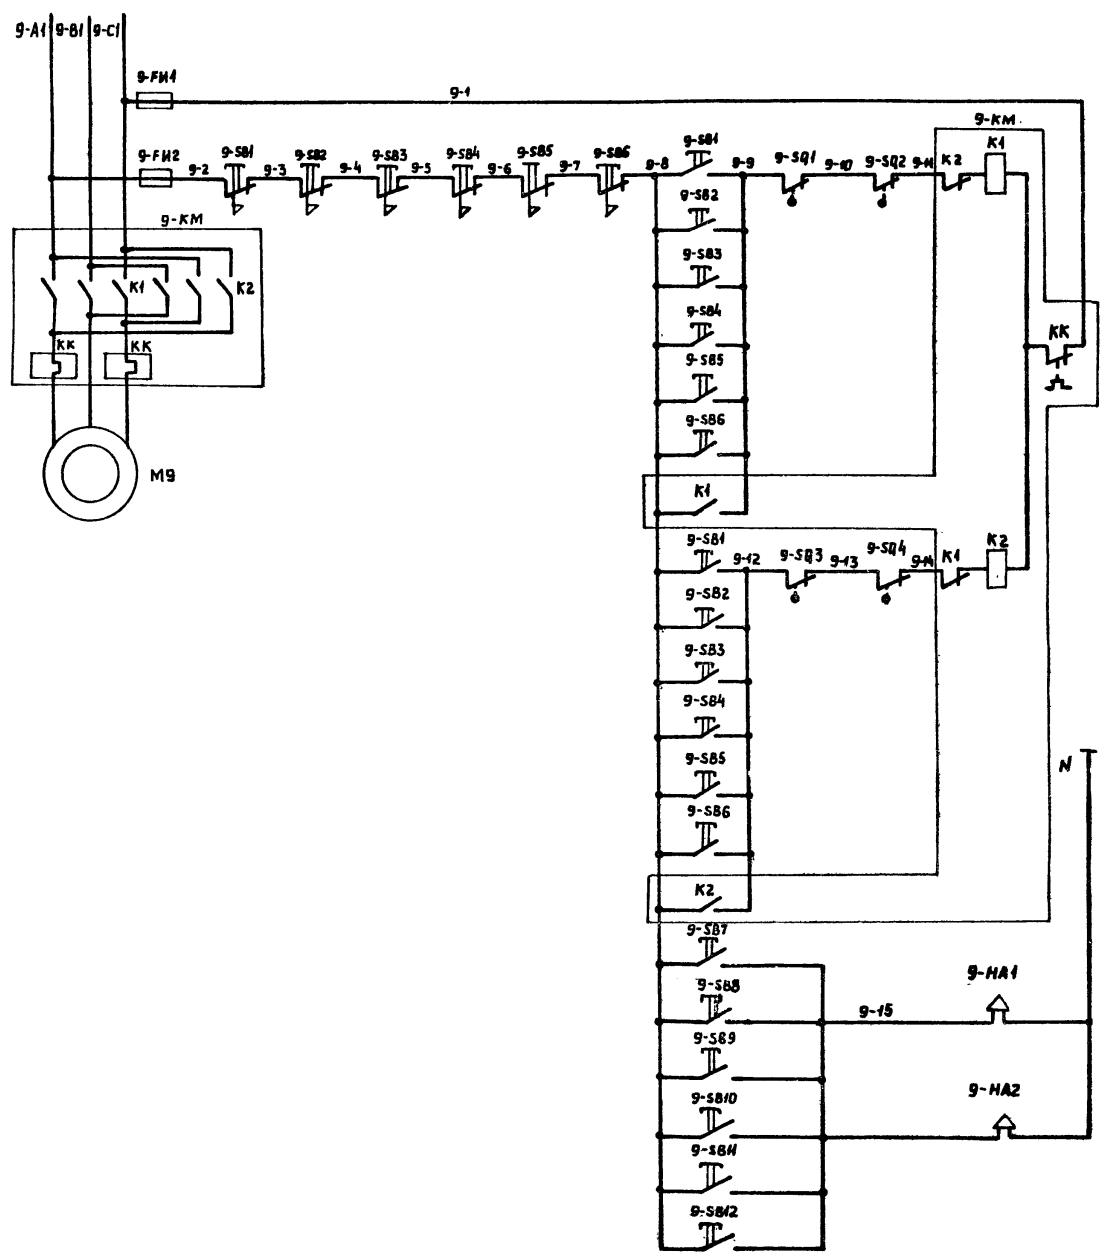 9-A1 9-B1 9-C1
9-FИ1
9-1
9-KM
9-FИ2
9-2
9-SB1
9-3
9-SB2
9-4
9-SB3
9-5
9-SB4
9-6
9-SB5
9-7
9-SB6
9-8
9-SB1
9-9
9-SQ1
9-10
9-SQ2
9-11
K2
K1
9-SB2
9-KM
9-SB3
K1
K2
9-SB4
KK
KK
KK
9-SB5
9-SB6
M9
K1
9-SB1
9-12
9-SQ3
9-13
9-SQ4
9-14
K1
K2
9-SB2
9-SB3
9-SB4
9-SB5
N
9-SB6
K2
9-SB7
9-HA1
9-SB8
9-15
9-SB9
9-HA2
9-SB10
9-SB11
9-SB12